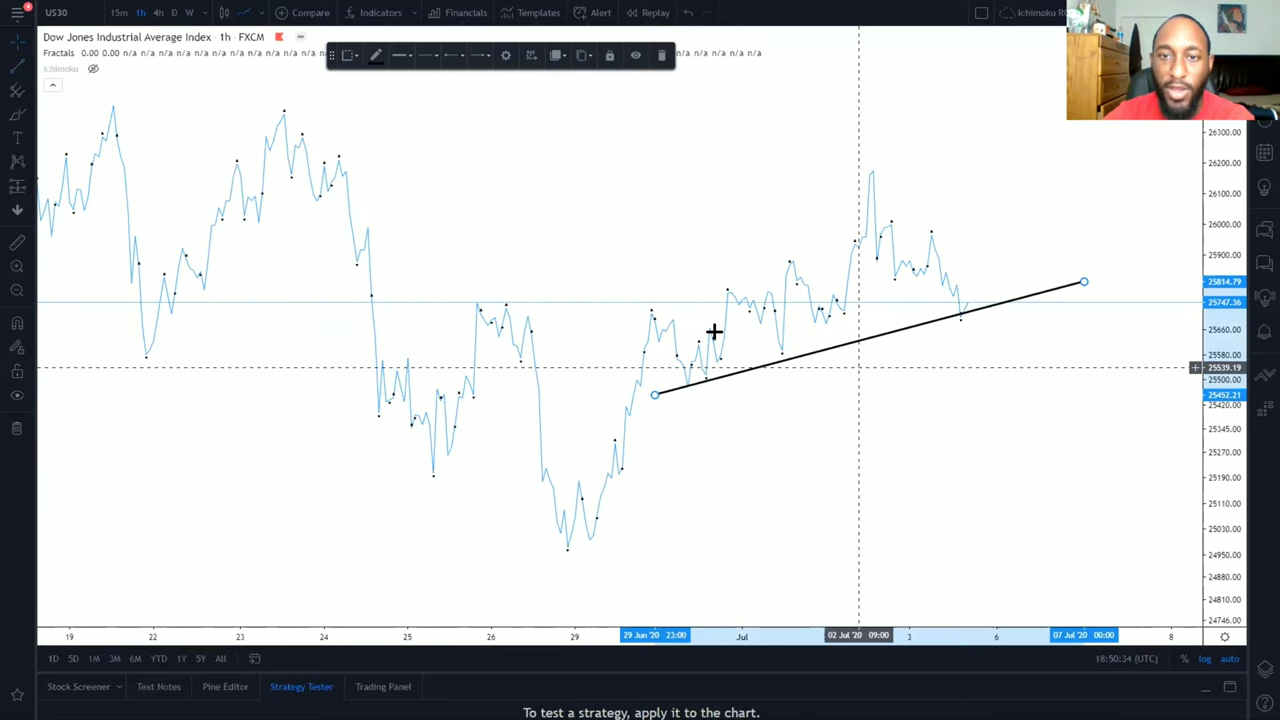 US30 15m 1h 4h D W Compare Indicators Financials Templates Alert Replay
Dow Jones Industrial Average Index · 1h · FXCM
Fractals 0.00 0.00 n/a n/a n/a n/a
n/a n/a n/a n/a n/a
Ichimoku
26300.00
26200.00
26100.00
26000.00
25900.00
25814.79
25747.36
25660.00
25580.00
25539.19
25500.00
25452.21
25420.00
25345.00
25270.00
25190.00
25110.00
25030.00
24950.00
24880.00
24810.00
24746.00
19 22 23 24 25 26 29 29 Jun '20 23:00 Jul 02 Jul '20 09:00 3 6 07 Jul '20 00:00 8
1D 5D 1M 3M 6M YTD 1Y 5Y All 18:50:34 (UTC) % log auto
Stock Screener Text Notes Pine Editor Strategy Tester Trading Panel
To test a strategy, apply it to the chart.